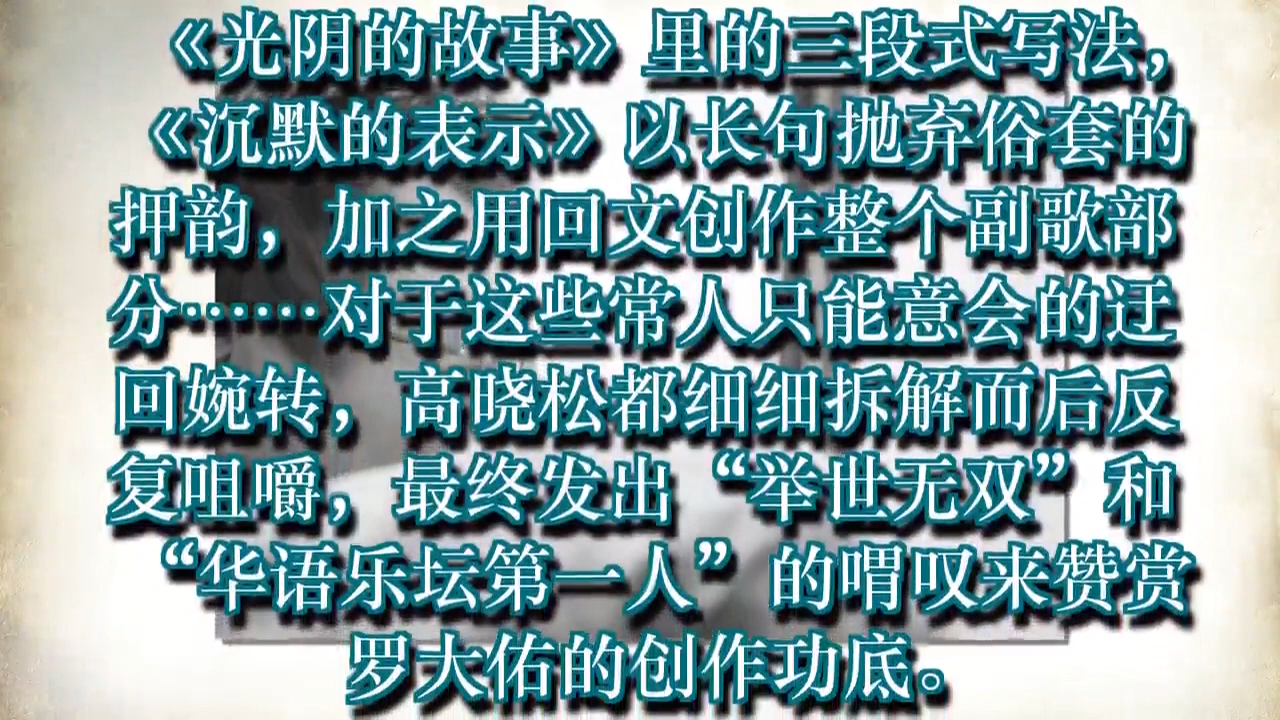 《光阴的故事》里的三段式写法，
《沉默的表示》以长句抛弃俗套的
押韵，加之用回文创作整个副歌部
分……对于这些常人只能意会的迂
回婉转，高晓松都细细拆解而后反
复咀嚼，最终发出“举世无双”和
“华语乐坛第一人”的喟叹来赞赏
罗大佑的创作功底。